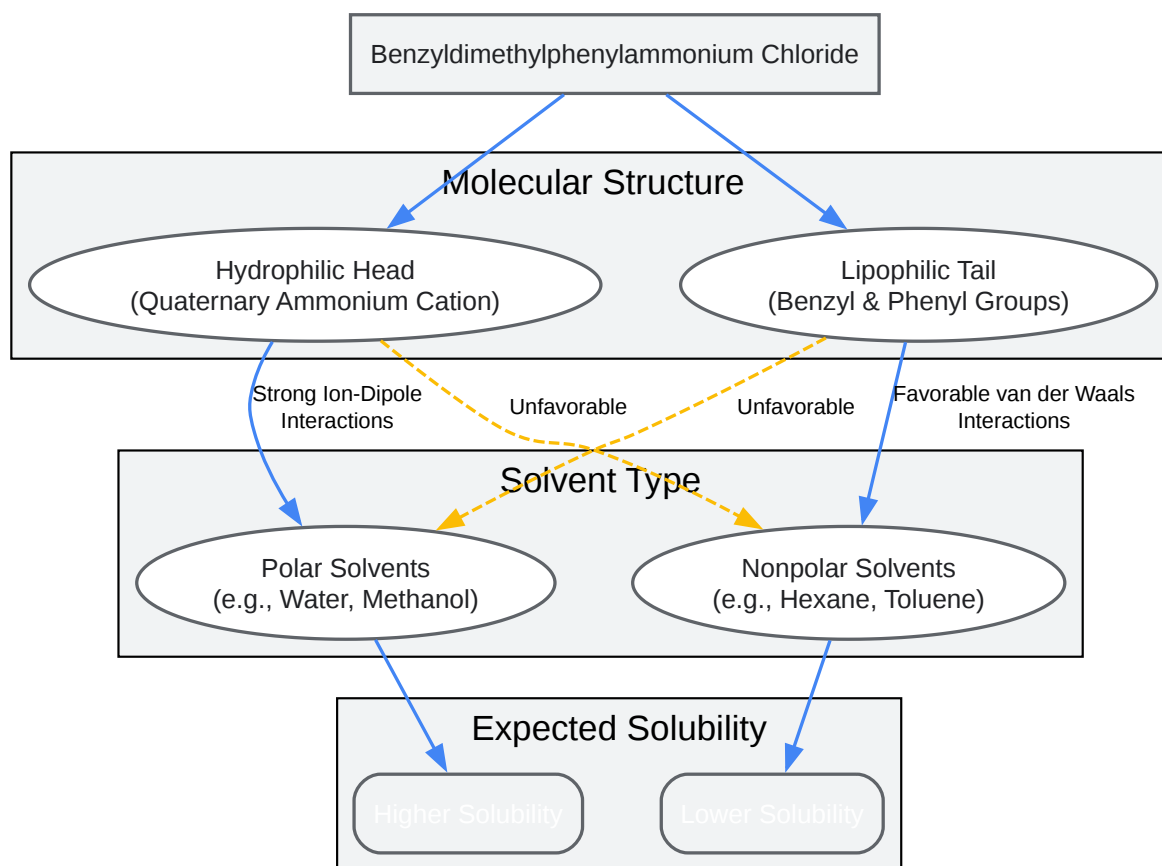 Benzyldimethylphenylammonium Chloride
Molecular Structure
Hydrophilic Head
(Quaternary Ammonium Cation)
Lipophilic Tail
(Benzyl & Phenyl Groups)
Strong Ion-Dipole
Interactions
Unfavorable
Unfavorable
Favorable van der Waals
Interactions
Solvent Type
Polar Solvents
(e.g., Water, Methanol)
Nonpolar Solvents
(e.g., Hexane, Toluene)
Expected Solubility
Higher Solubility
Lower Solubility